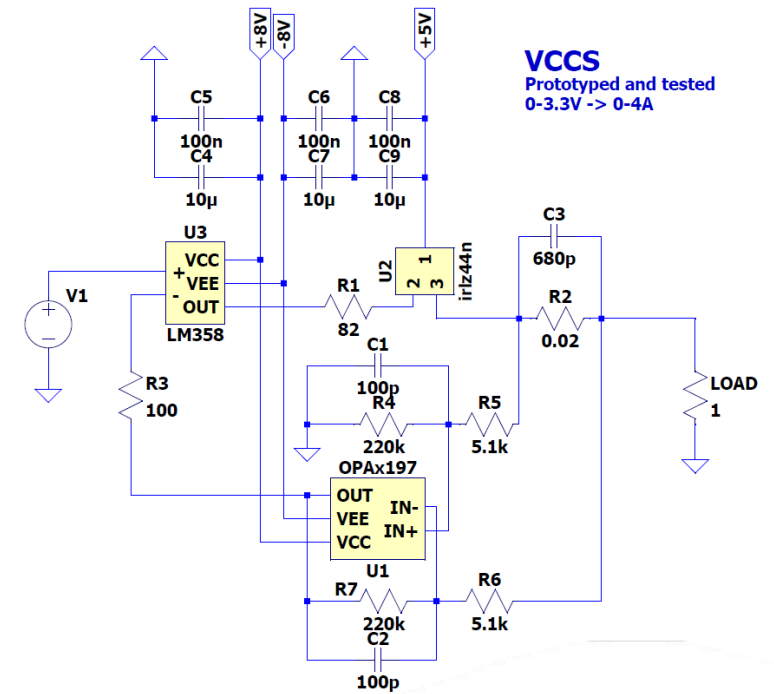 +8V
-8V
+5V
VCCS
Prototyped and tested
0-3.3V -> 0-4A
C5
100n
C4
10µ
C6
100n
C7
10µ
C8
100n
C9
10µ
U3
VCC
+
VEE
-
OUT
LM358
V1
+
−
R1
82
U2
1
2
3
irlz44n
C3
680p
R2
0.02
R3
100
C1
100p
R4
220k
R5
5.1k
LOAD
1
OPAx197
OUT
VEE
VCC
IN-
IN+
U1
R7
220k
C2
100p
R6
5.1k